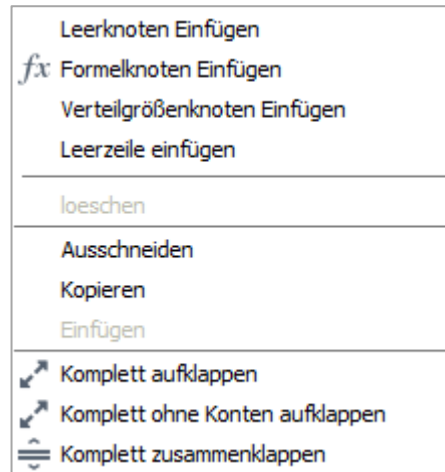 Leerknoten Einfügen
fx Formelknoten Einfügen
Verteilgrößenknoten Einfügen
Leerzeile einfügen
loeschen
Ausschneiden
Kopieren
Einfügen
Komplett aufklappen
Komplett ohne Konten aufklappen
Komplett zusammenklappen